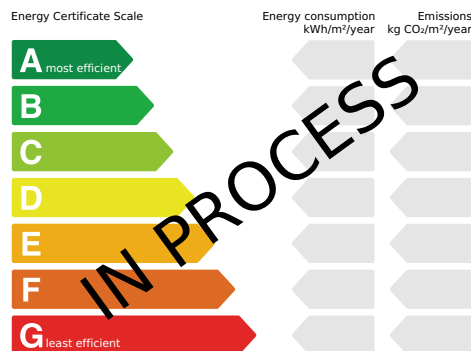 Energy Certificate Scale
Energy consumption
kWh/m²/year
Emissions
kg CO₂/m²/year
A most efficient
B
C
D
E
F
G least efficient
IN PROCESS